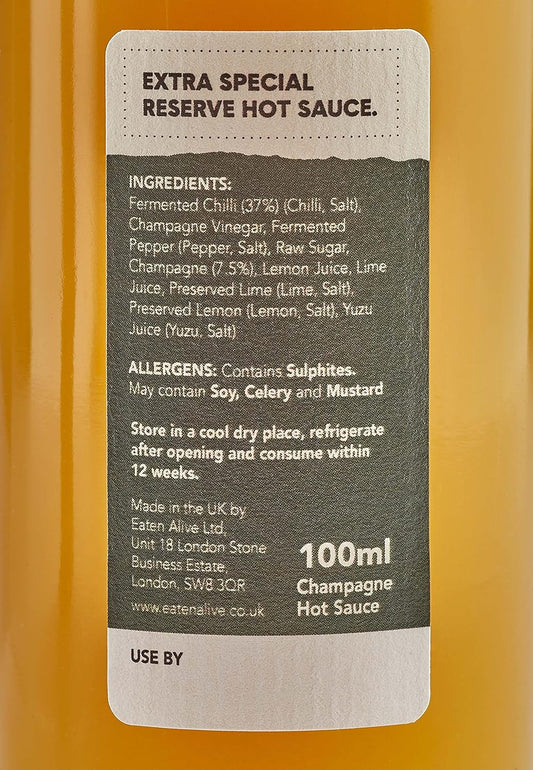 EXTRA SPECIAL
RESERVE HOT SAUCE.
INGREDIENTS:
Fermented Chilli (37%) (Chilli, Salt),
Champagne Vinegar, Fermented
Pepper (Pepper, Salt), Raw Sugar,
Champagne (7.5%), Lemon Juice, Lime
Juice, Preserved Lime (Lime, Salt),
Preserved Lemon (Lemon, Salt), Yuzu
Juice (Yuzu, Salt)
ALLERGENS: Contains Sulphites.
May contain Soy, Celery and Mustard
Store in a cool dry place, refrigerate
after opening and consume within
12 weeks.
Made in the UK by
Eaten Alive Ltd,
Unit 18 London Stone
Business Estate,
London, SW8 3QR
www.eatenalive.co.uk
100ml
Champagne
Hot Sauce
USE BY